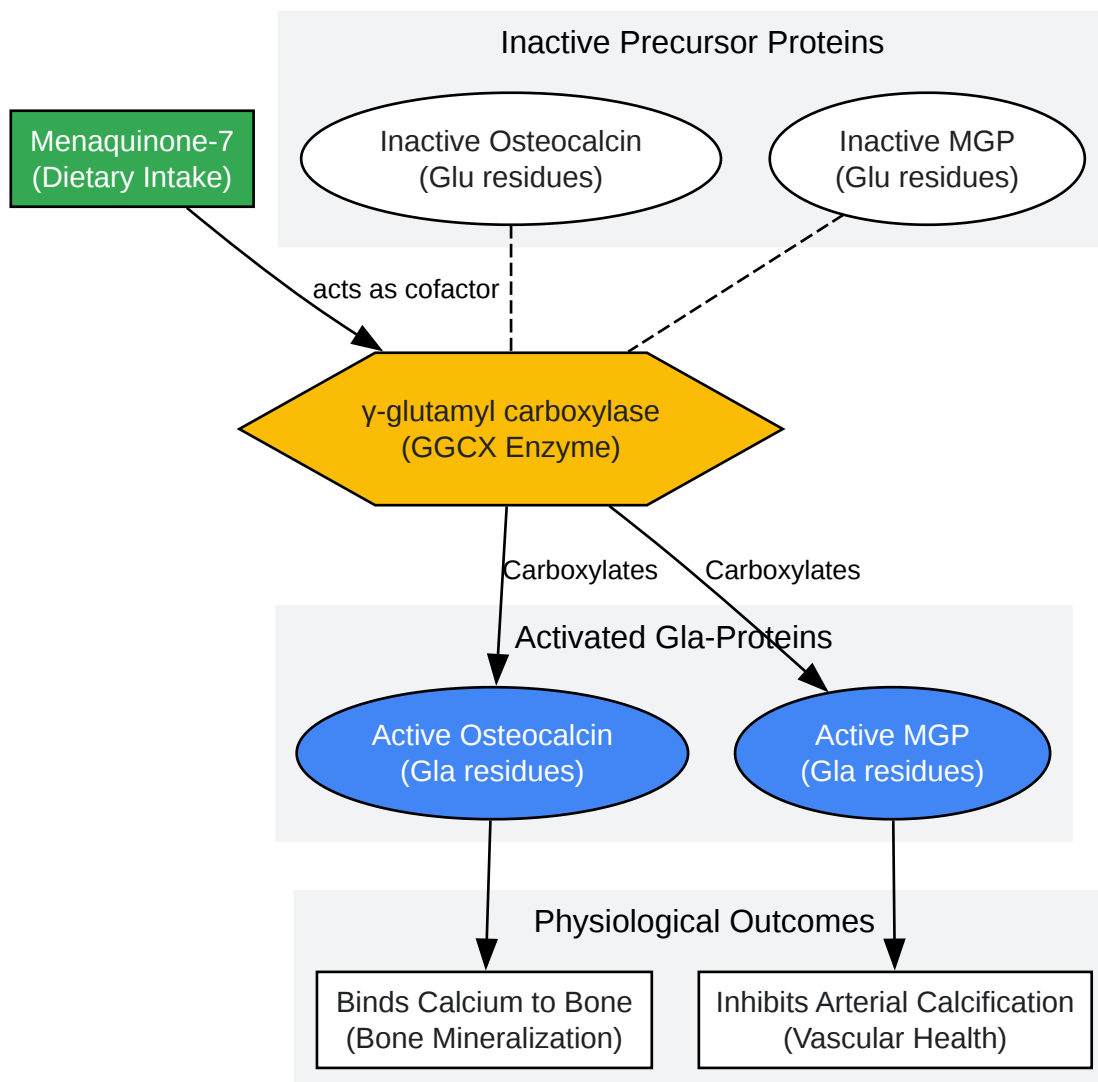 Inactive Precursor Proteins
Menaquinone-7
(Dietary Intake)
Inactive Osteocalcin
(Glu residues)
Inactive MGP
(Glu residues)
acts as cofactor
γ-glutamyl carboxylase
(GGCX Enzyme)
Carboxylates
Carboxylates
Activated Gla-Proteins
Active Osteocalcin
(Gla residues)
Active MGP
(Gla residues)
Physiological Outcomes
Binds Calcium to Bone
(Bone Mineralization)
Inhibits Arterial Calcification
(Vascular Health)